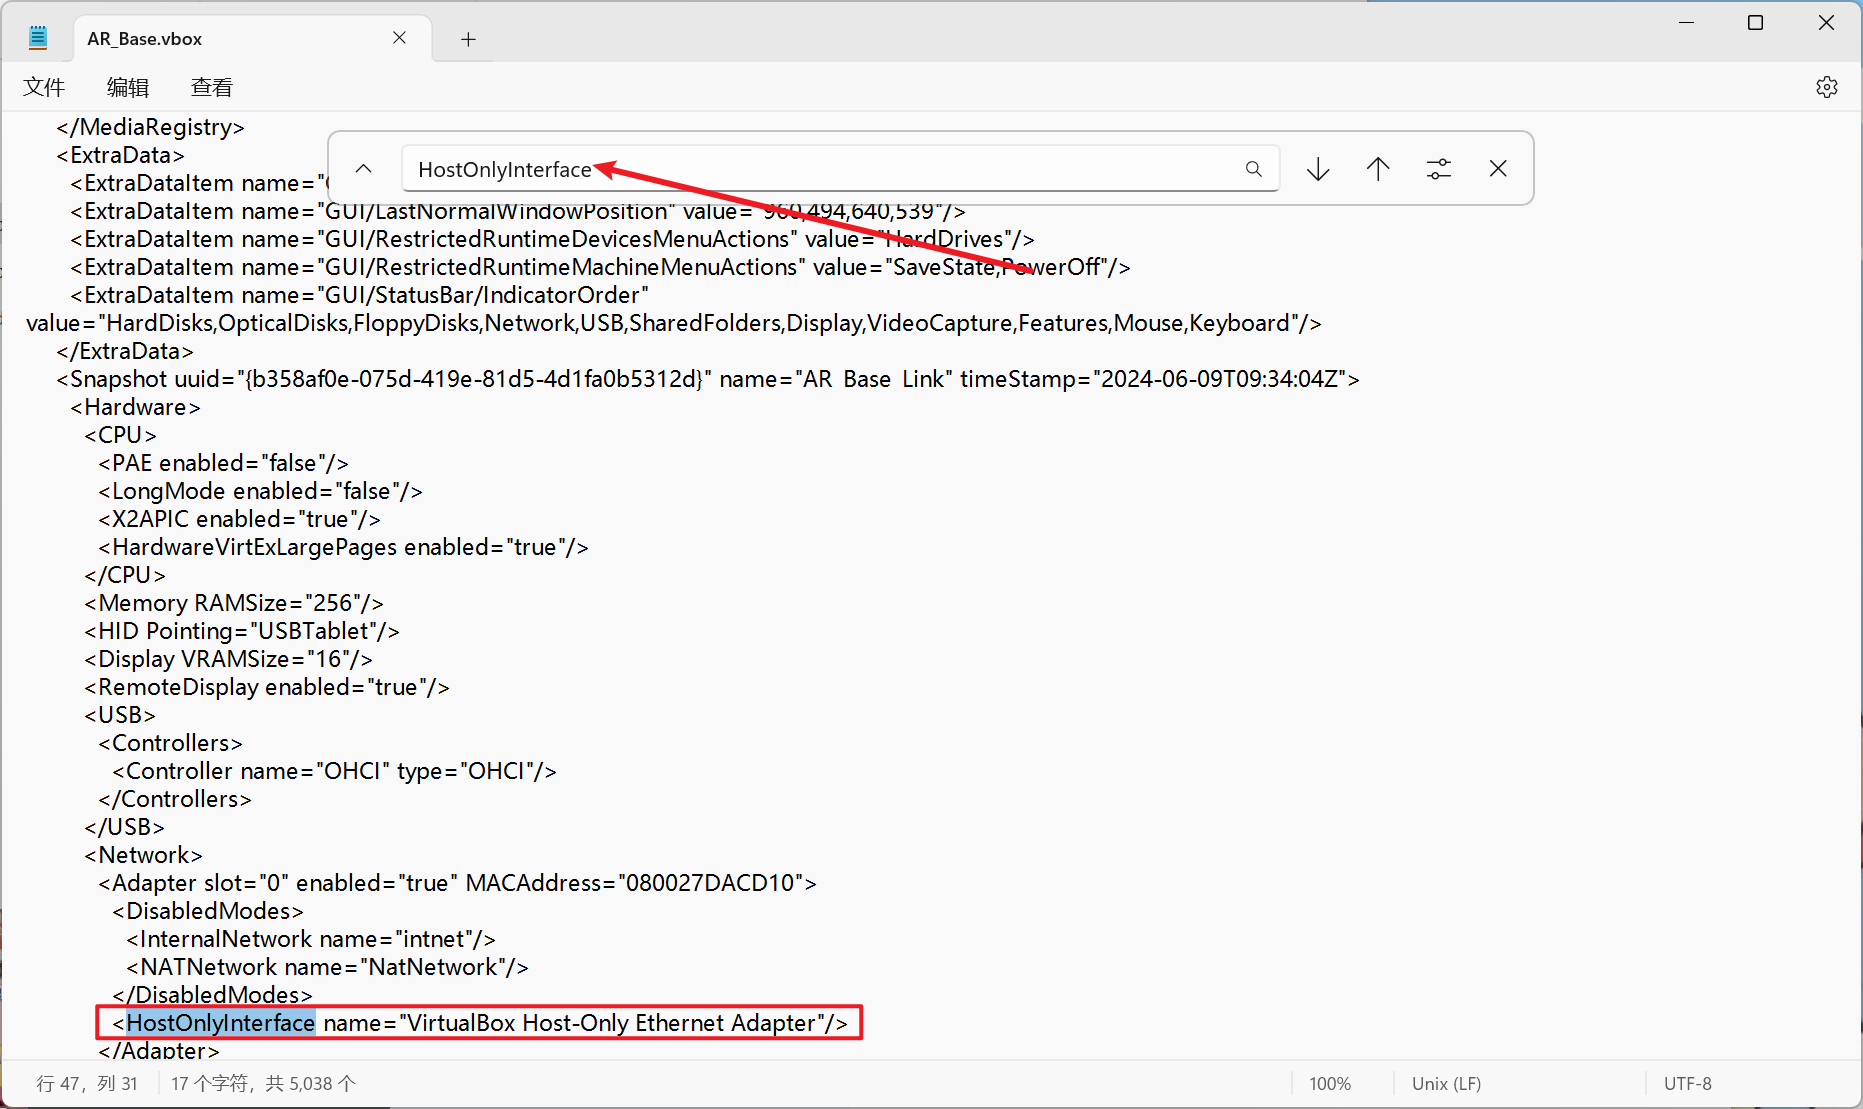 AR_Base.vbox
文件 编辑 查看
</MediaRegistry>
<ExtraData>
HostOnlyInterface
<ExtraDataItem name="
<ExtraDataItem name="GUI/LastNormalWindowPosition" value="960,494,640,539"/>
<ExtraDataItem name="GUI/RestrictedRuntimeDevicesMenuActions" value="HardDrives"/>
<ExtraDataItem name="GUI/RestrictedRuntimeMachineMenuActions" value="SaveState,PowerOff"/>
<ExtraDataItem name="GUI/StatusBar/IndicatorOrder"
value="HardDisks,OpticalDisks,FloppyDisks,Network,USB,SharedFolders,Display,VideoCapture,Features,Mouse,Keyboard"/>
</ExtraData>
<Snapshot uuid="{b358af0e-075d-419e-81d5-4d1fa0b5312d}" name="AR_Base_Link" timeStamp="2024-06-09T09:34:04Z">
<Hardware>
<CPU>
<PAE enabled="false"/>
<LongMode enabled="false"/>
<X2APIC enabled="true"/>
<HardwareVirtExLargePages enabled="true"/>
</CPU>
<Memory RAMSize="256"/>
<HID Pointing="USBTablet"/>
<Display VRAMSize="16"/>
<RemoteDisplay enabled="true"/>
<USB>
<Controllers>
<Controller name="OHCI" type="OHCI"/>
</Controllers>
</USB>
<Network>
<Adapter slot="0" enabled="true" MACAddress="080027DACD10">
<DisabledModes>
<InternalNetwork name="intnet"/>
<NATNetwork name="NatNetwork"/>
</DisabledModes>
<HostOnlyInterface name="VirtualBox Host-Only Ethernet Adapter"/>
</Adapter>
行 47，列 31 17 个字符，共 5,038 个 100% Unix (LF) UTF-8